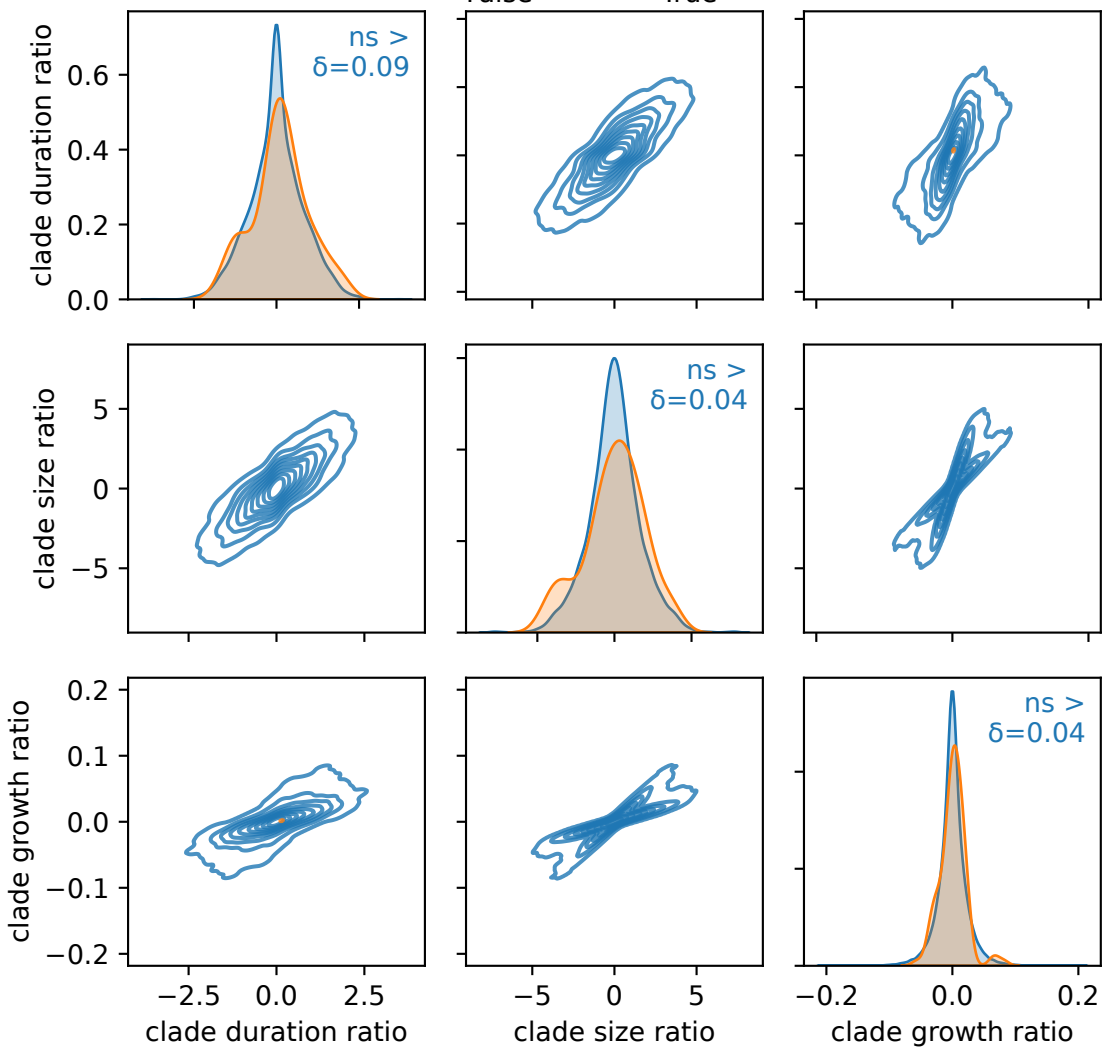 clade duration ratio
0.6
0.4
0.2
0.0
ns >
δ=0.09
clade size ratio
5
0
−5
ns >
δ=0.04
clade growth ratio
0.2
0.1
0.0
−0.1
−0.2
ns >
δ=0.04
−2.5 0.0 2.5
−5 0 5
−0.2 0.0 0.2
clade duration ratio
clade size ratio
clade growth ratio